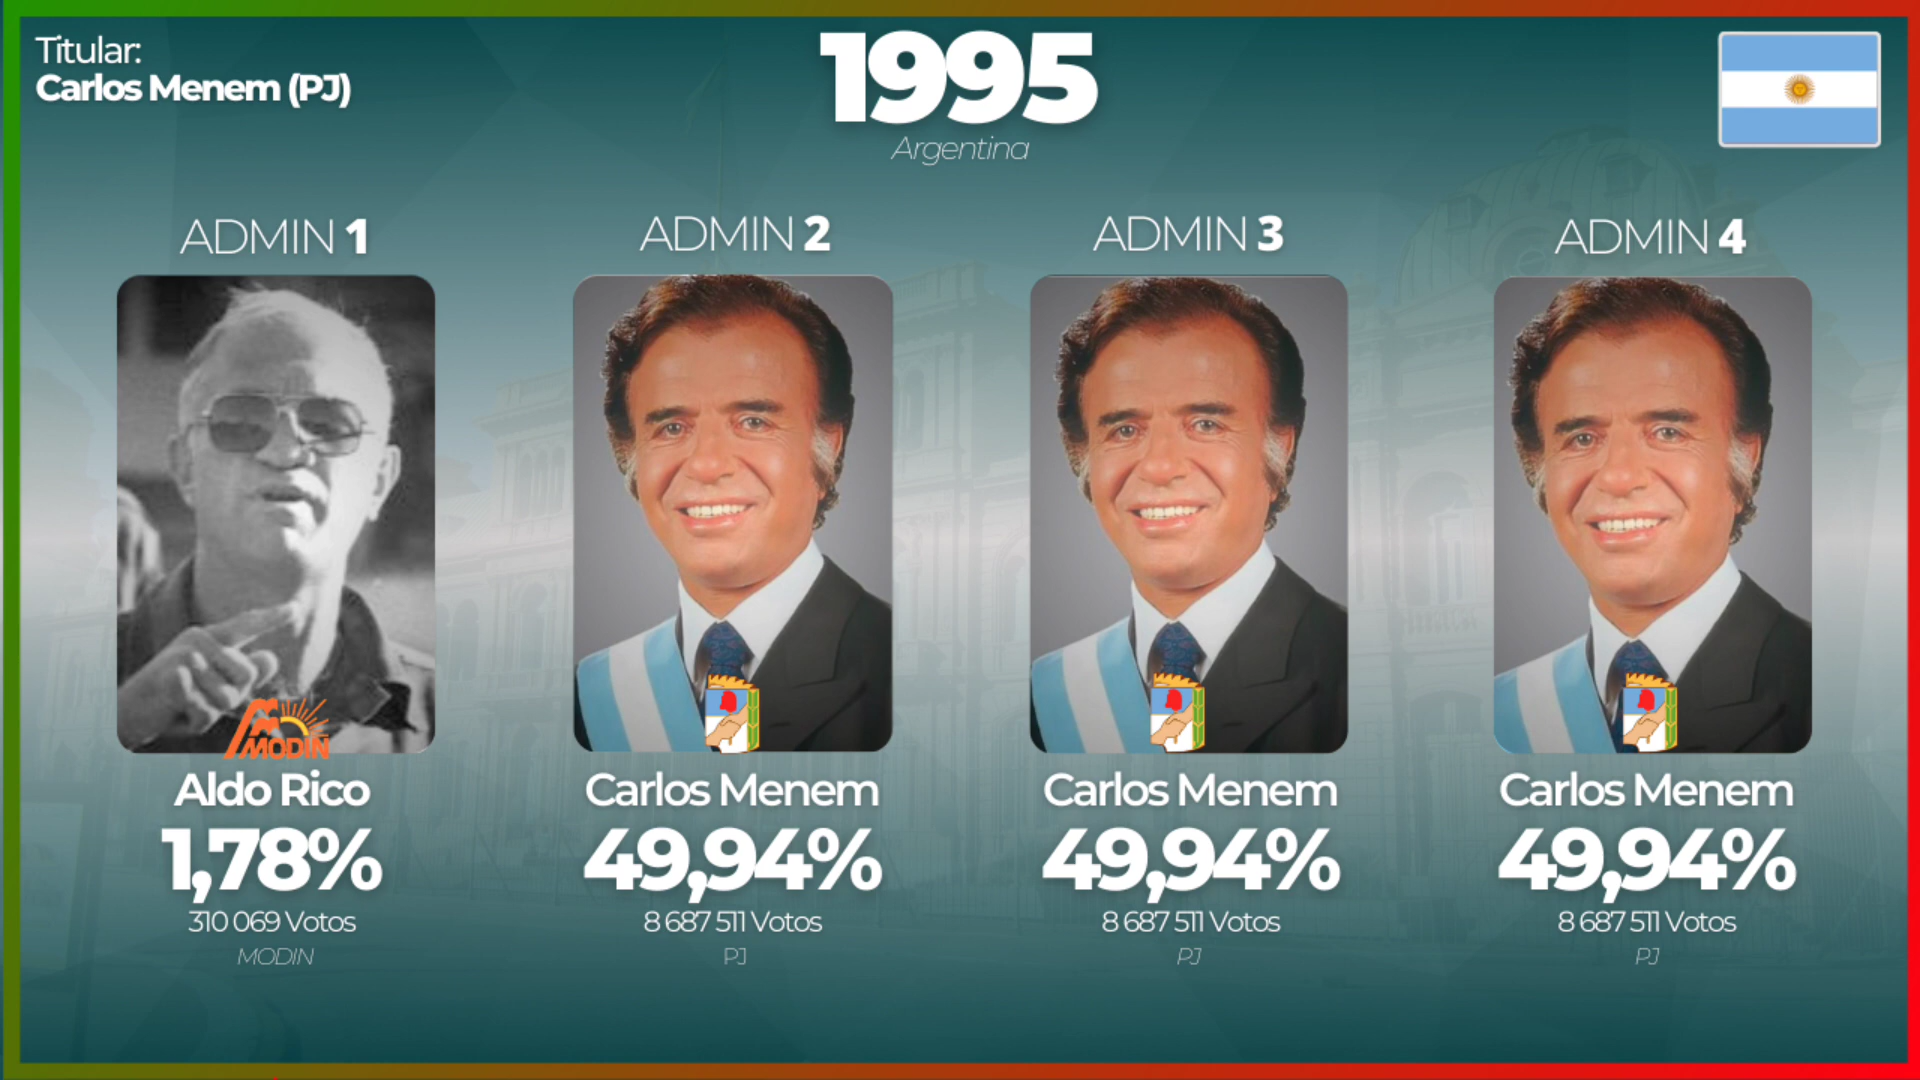 Titular:
Carlos Menem (PJ)
1995
Argentina
ADMIN 1
ADMIN 2
ADMIN 3
ADMIN 4
MODIN
Aldo Rico
1,78%
310 069 Votos
MODIN
Carlos Menem
49,94%
8 687 511 Votos
PJ
Carlos Menem
49,94%
8 687 511 Votos
PJ
Carlos Menem
49,94%
8 687 511 Votos
PJ